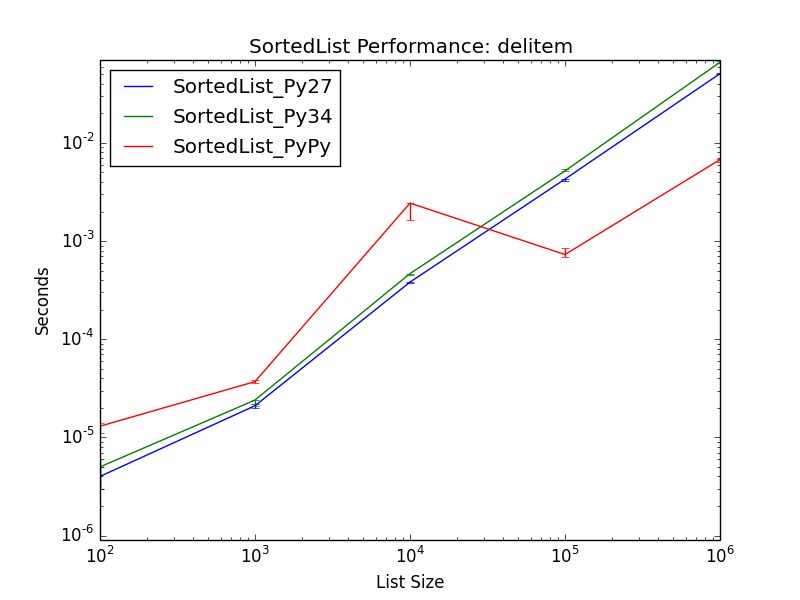 SortedList Performance: delitem
SortedList_Py27
SortedList_Py34
SortedList_PyPy
10^-2
10^-3
10^-4
10^-5
10^-6
Seconds
10^2 10^3 10^4 10^5 10^6
List Size